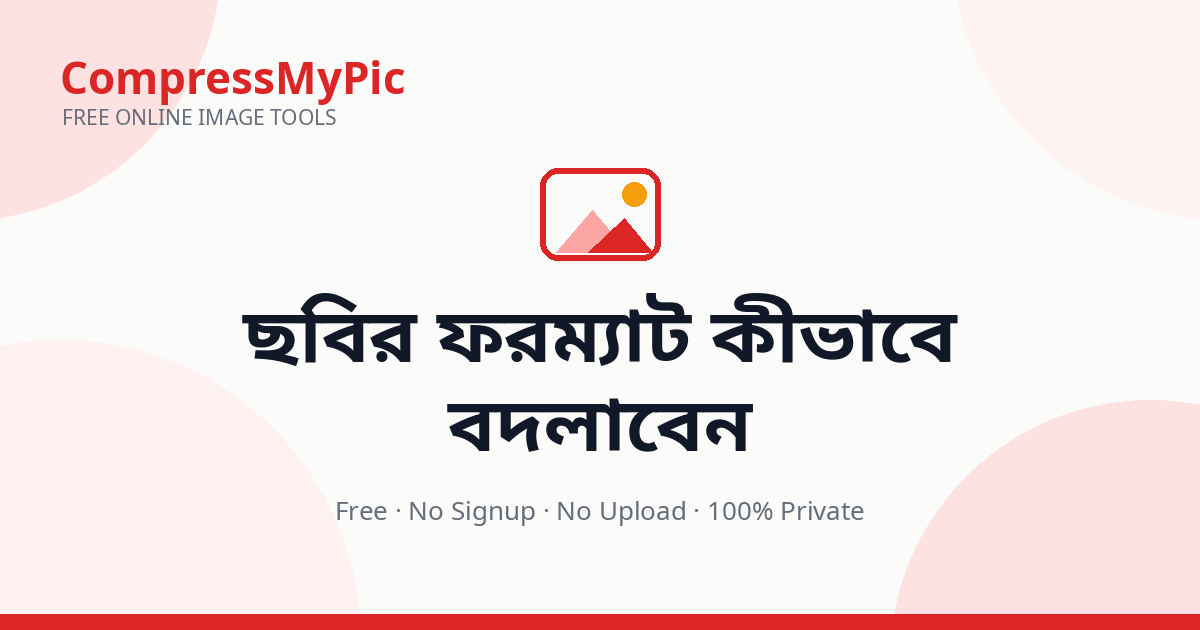 CompressMyPic
FREE ONLINE IMAGE TOOLS
ছবির ফরম্যাট কীভাবে
বদলাবেন
Free · No Signup · No Upload · 100% Private